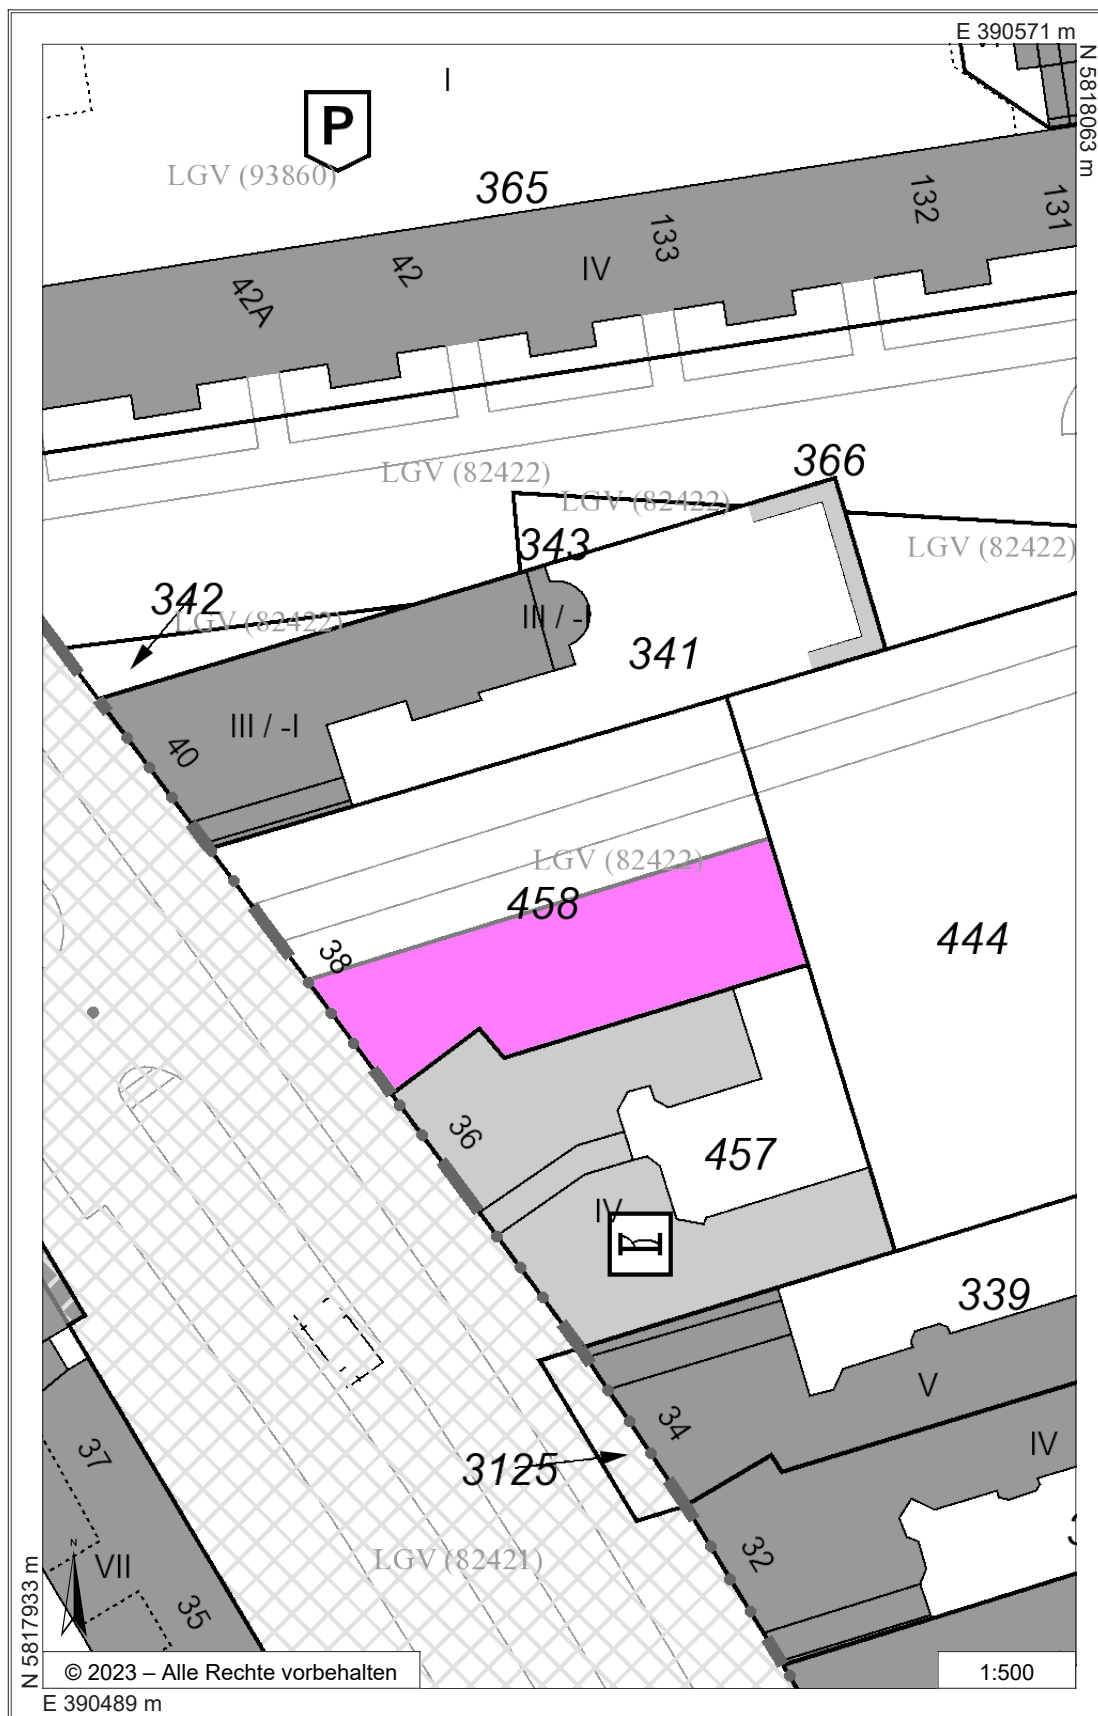 E 390571 m
N 5818063 m
I
P
LGV (93860)
365
132
131
133
42
IV
42A
LGV (82422)
366
LGV (82422)
343
LGV (82422)
342
LGV (82422)
III / -I
341
III / -I
40
LGV (82422)
458
444
38
36
457
IV
339
V
34
IV
37
3125
32
LGV (82421)
N
VII
35
N 5817933 m
© 2023 – Alle Rechte vorbehalten
1:500
E 390489 m